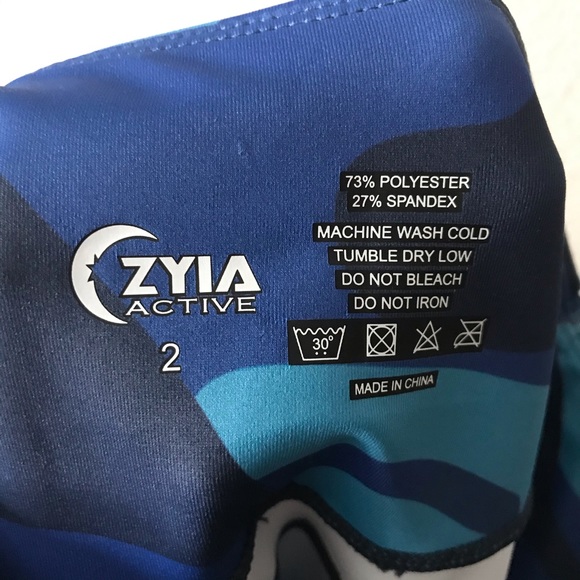 ZYIA
ACTIVE
2
73% POLYESTER
27% SPANDEX
MACHINE WASH COLD
TUMBLE DRY LOW
DO NOT BLEACH
DO NOT IRON
30°
MADE IN CHINA